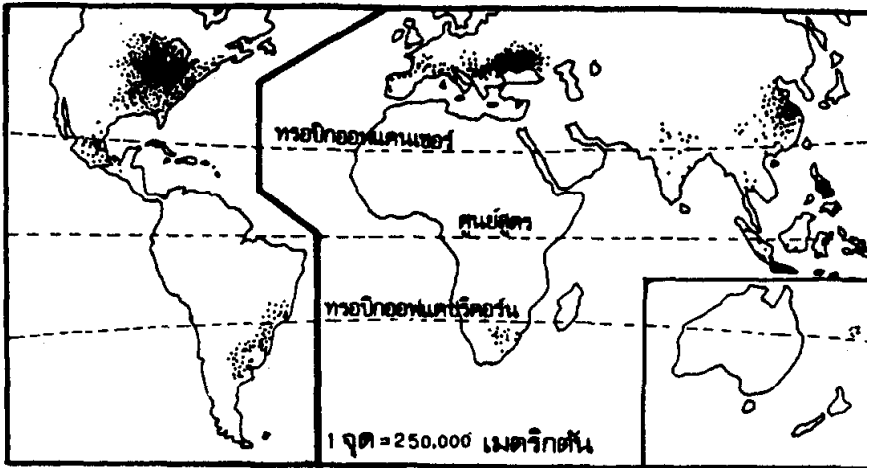 ทรอปิกออฟแคนเซอร์
ศูนย์สูตร
ทรอปิกออฟแคบริคอร์น
1 จุด = 250,000 เมตริกตัน